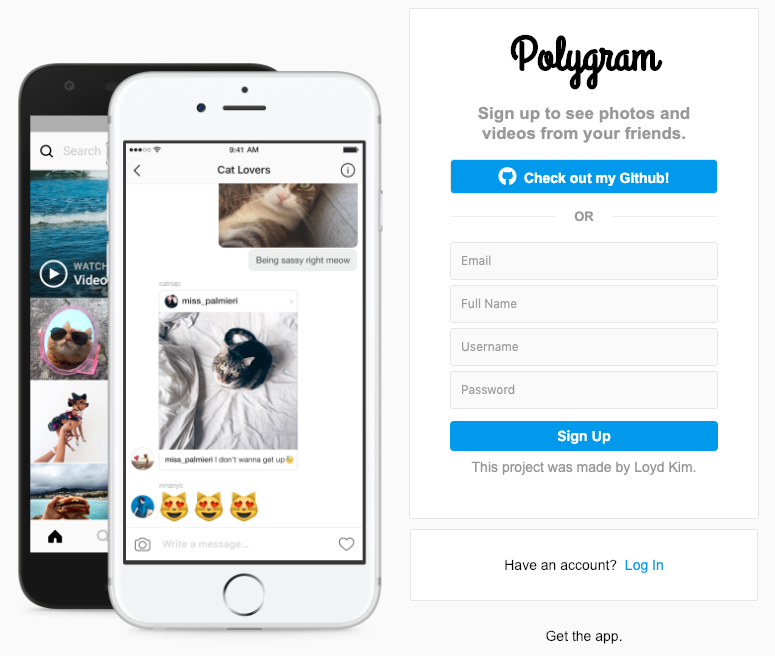 Search
WATCH
Video
9:41 AM
Cat Lovers
Being sassy right meow
catnap
miss_palmieri
miss_palmieri I don't wanna get up😴
ninanyc
😻😻😻
Write a message...
Polygram
Sign up to see photos and
videos from your friends.
Check out my Github!
OR
Email
Full Name
Username
Password
Sign Up
This project was made by Loyd Kim.
Have an account? Log In
Get the app.